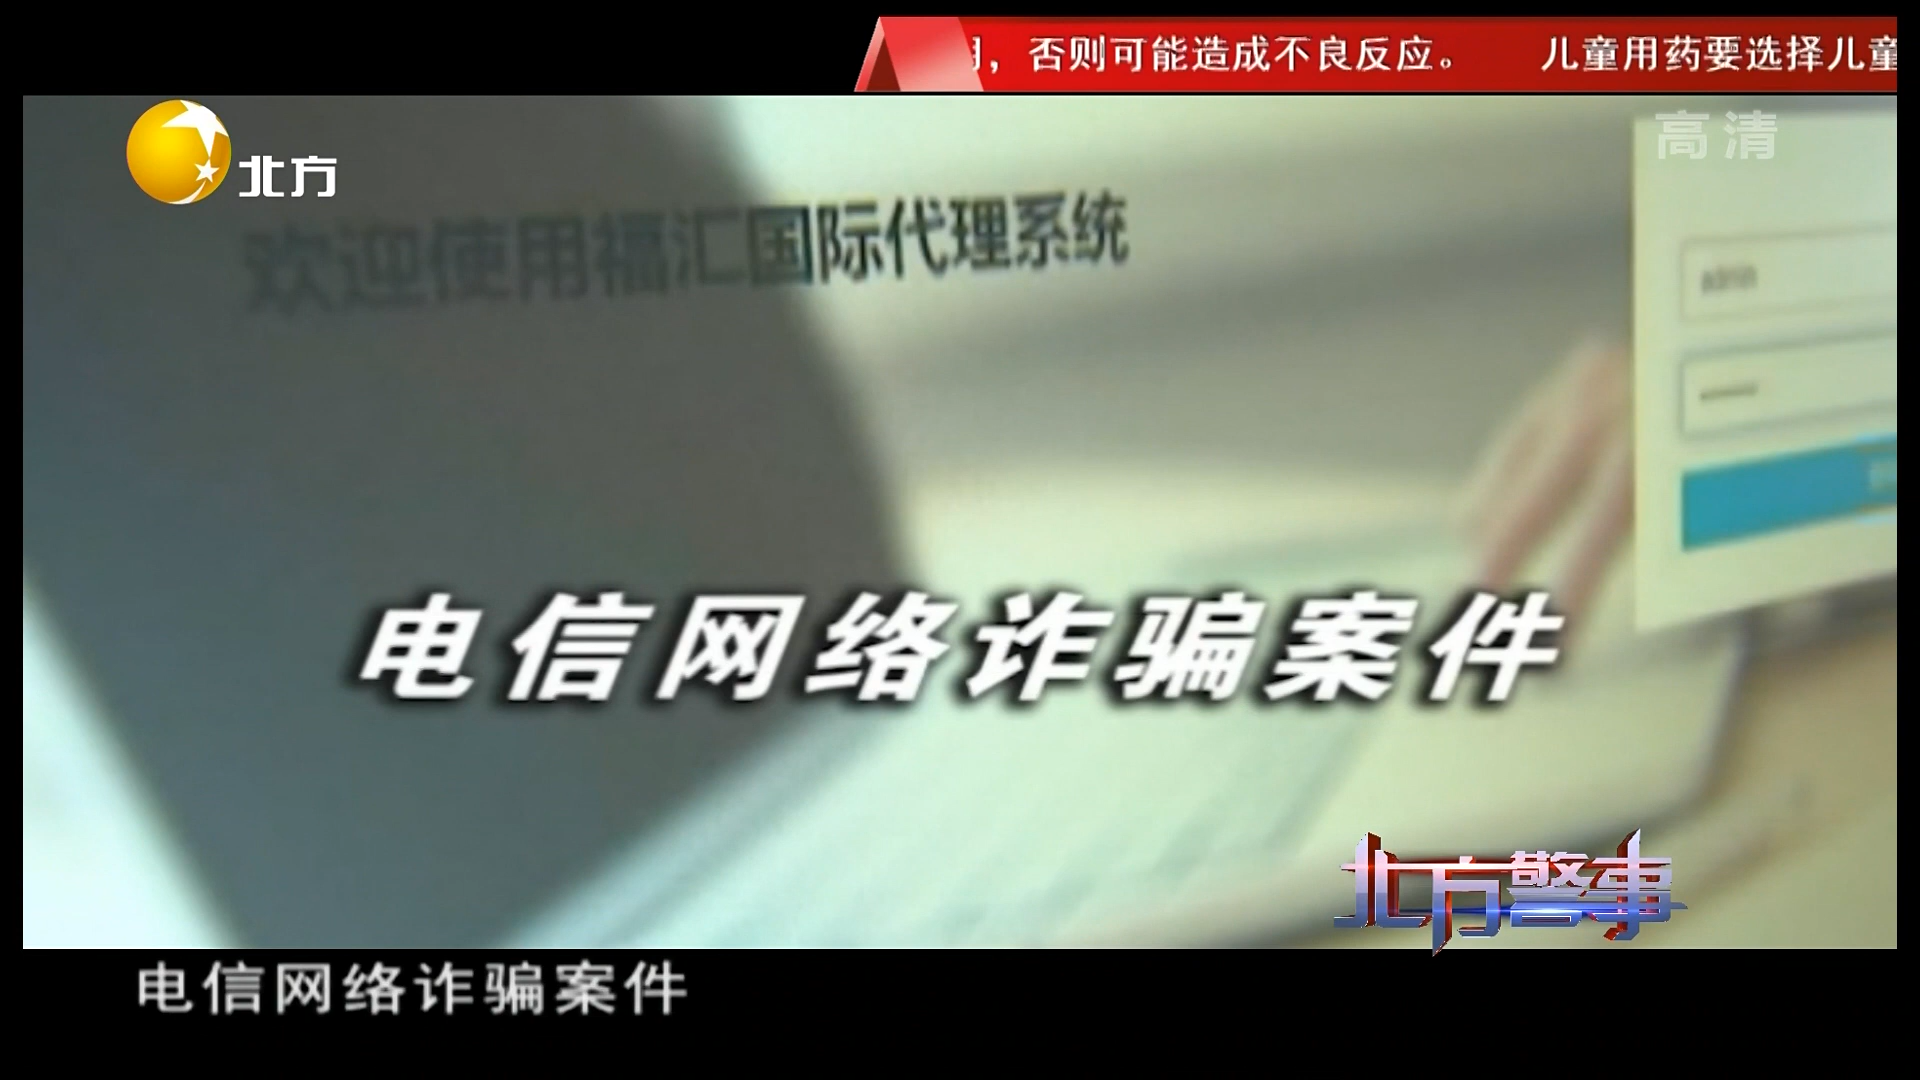 ，否则可能造成不良反应。 儿童用药要选择儿童
北方
高清
欢迎使用福汇国际代理系统
电信网络诈骗案件
北方警事
电信网络诈骗案件